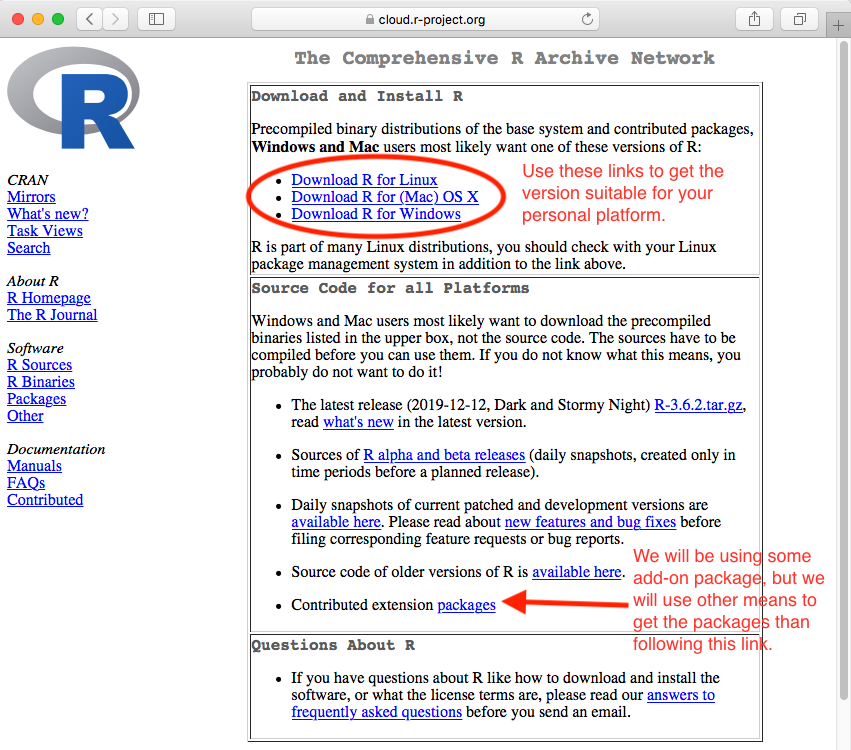 cloud.r-project.org
The Comprehensive R Archive Network
R
CRAN
Mirrors
What's new?
Task Views
Search
About R
R Homepage
The R Journal
Software
R Sources
R Binaries
Packages
Other
Documentation
Manuals
FAQs
Contributed
Download and Install R
Precompiled binary distributions of the base system and contributed packages,
Windows and Mac users most likely want one of these versions of R:
• Download R for Linux
• Download R for (Mac) OS X
• Download R for Windows
Use these links to get the
version suitable for your
personal platform.
R is part of many Linux distributions, you should check with your Linux
package management system in addition to the link above.
Source Code for all Platforms
Windows and Mac users most likely want to download the precompiled
binaries listed in the upper box, not the source code. The sources have to be
compiled before you can use them. If you do not know what this means, you
probably do not want to do it!
• The latest release (2019-12-12, Dark and Stormy Night) R-3.6.2.tar.gz,
read what's new in the latest version.
• Sources of R alpha and beta releases (daily snapshots, created only in
time periods before a planned release).
• Daily snapshots of current patched and development versions are
available here. Please read about new features and bug fixes before
filing corresponding feature requests or bug reports.
• Source code of older versions of R is available here.
• Contributed extension packages
We will be using some
add-on package, but we
will use other means to
get the packages than
following this link.
Questions About R
• If you have questions about R like how to download and install the
software, or what the license terms are, please read our answers to
frequently asked questions before you send an email.